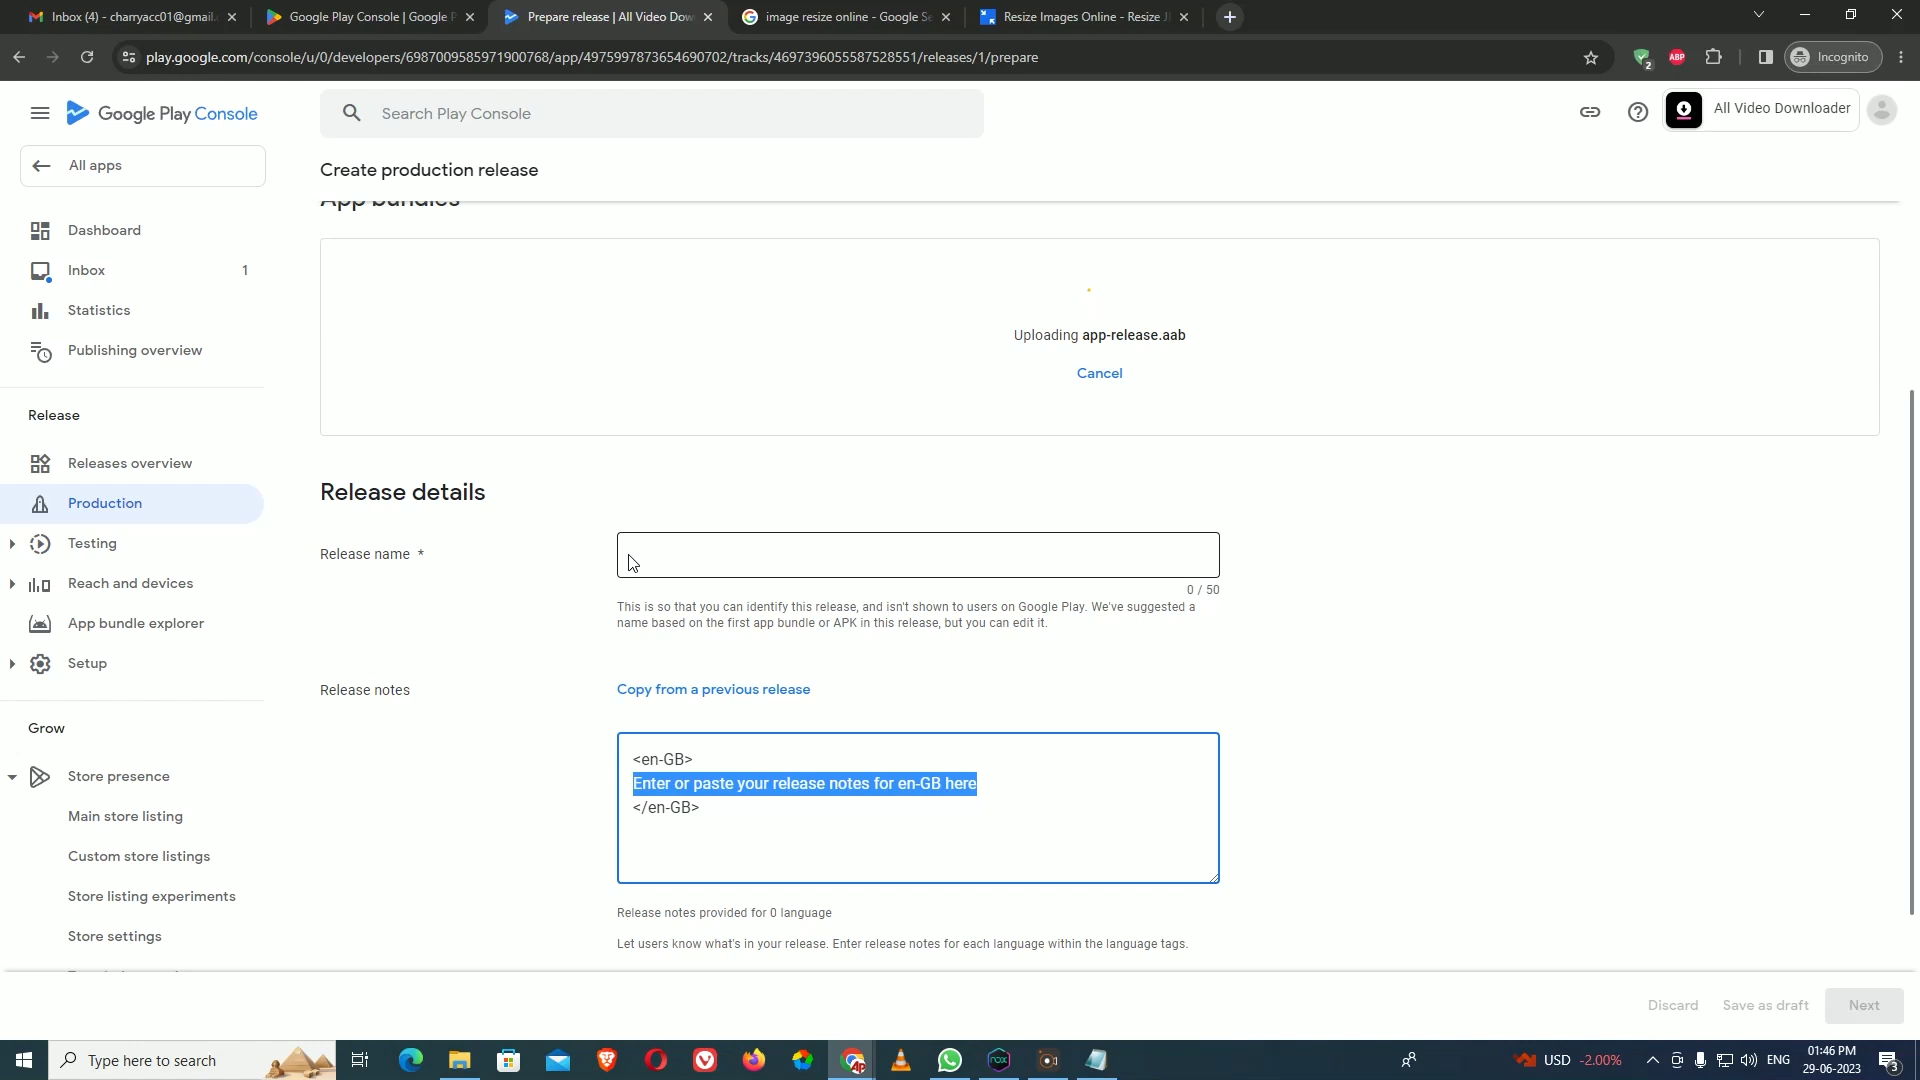 Inbox (4) - charryacc01@gmail.
Google Play Console | Google P
Prepare release | All Video Dow
image resize online - Google Se
Resize Images Online - Resize J
play.google.com/console/u/0/developers/6987009585971900768/app/4975997873654690702/tracks/4697396055587528551/releases/1/prepare
2
ABP
Incognito
Google Play Console
Search Play Console
All Video Downloader
All apps
Create production release
App bundles
Dashboard
Inbox 1
Statistics
Publishing overview
Uploading app-release.aab
Cancel
Release
Releases overview
Production
Testing
Reach and devices
App bundle explorer
Setup
Release details
Release name *
0 / 50
This is so that you can identify this release, and isn't shown to users on Google Play. We've suggested a
name based on the first app bundle or APK in this release, but you can edit it.
Release notes
Copy from a previous release
<en-GB>
Enter or paste your release notes for en-GB here
</en-GB>
Release notes provided for 0 language
Let users know what's in your release. Enter release notes for each language within the language tags.
Grow
Store presence
Main store listing
Custom store listings
Store listing experiments
Store settings
Discard
Save as draft
Next
Type here to search
USD -2.00%
ENG
01:46 PM
29-06-2023
3